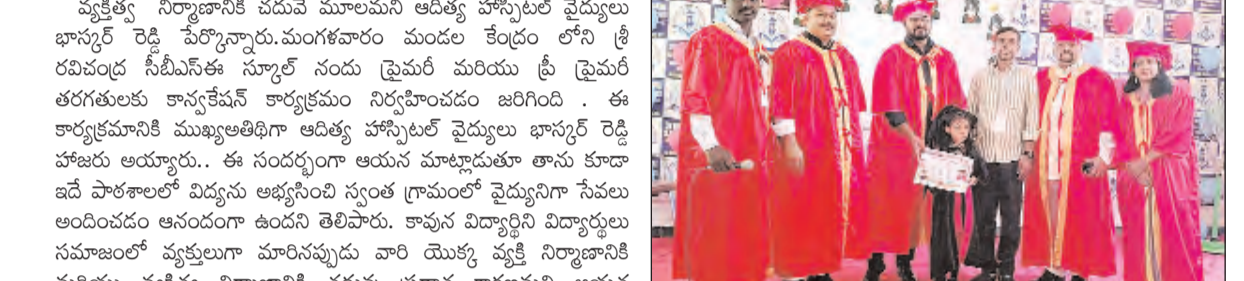 వ్యక్తిత్వ నిర్మాణానికి చదువే మూలమని ఆదిత్య హాస్పిటల్ వైద్యులు
భాస్కర్ రెడ్డి పేర్కొన్నారు.మంగళవారం మండల కేంద్రం లోని శ్రీ
రవిచంద్ర సీబీఎస్ఈ స్కూల్ నందు ప్రైమరీ మరియు ప్రీ ప్రైమరీ
తరగతులకు కాన్వకేషన్ కార్యక్రమం నిర్వహించడం జరిగింది . ఈ
కార్యక్రమానికి ముఖ్యఅతిథిగా ఆదిత్య హాస్పిటల్ వైద్యులు భాస్కర్ రెడ్డి
హాజరు అయ్యారు.. ఈ సందర్భంగా ఆయన మాట్లాడుతూ తాను కూడా
ఇదే పాఠశాలలో విద్యను అభ్యసించి స్వంత గ్రామంలో వైద్యునిగా సేవలు
అందించడం ఆనందంగా ఉందని తెలిపారు. కావున విద్యార్థిని విద్యార్థులు
సమాజంలో వ్యక్తులుగా మారినప్పుడు వారి యొక్క వ్యక్తి నిర్మాణానికి